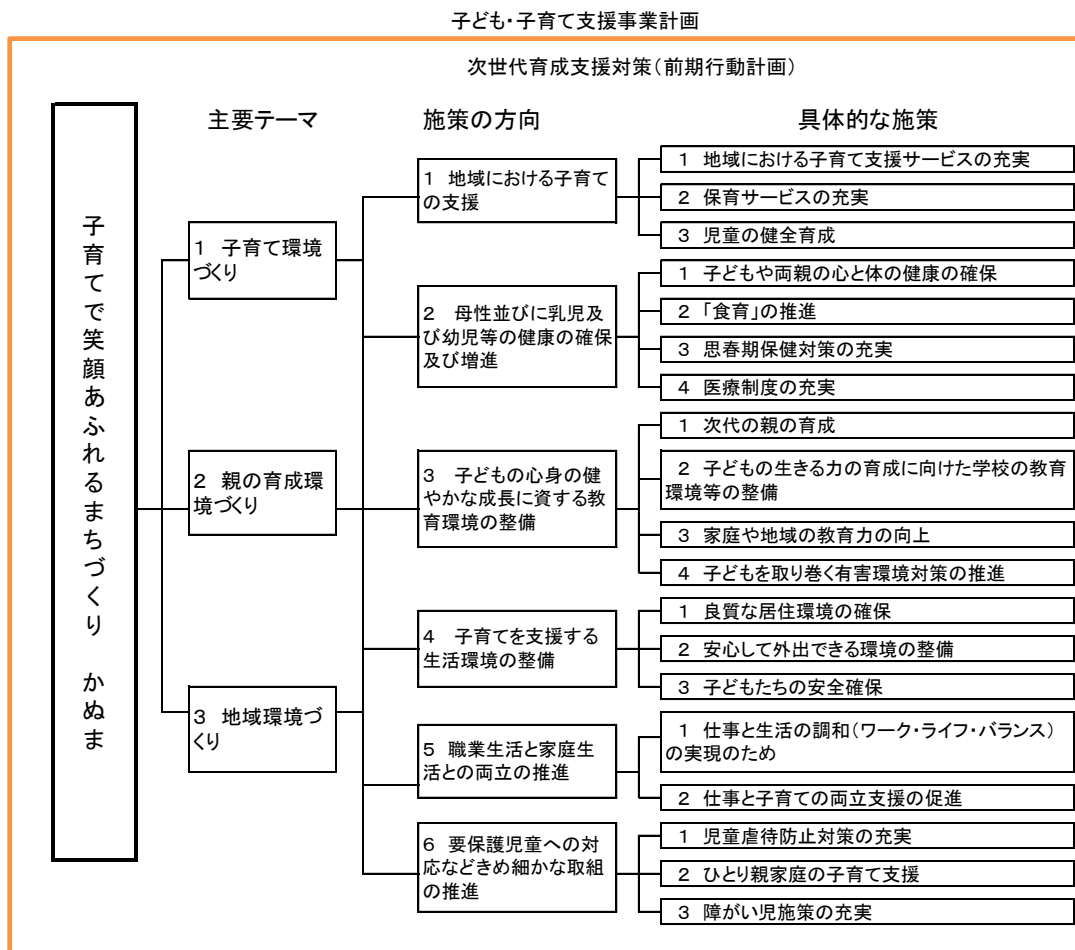 子ども・子育て支援事業計画
次世代育成支援対策（前期行動計画）
主要テーマ
施策の方向
具体的な施策
子育てで笑顔あふれるまちづくり　かぬま
1　子育て環境
づくり
2　親の育成環
境づくり
3　地域環境づ
くり
1　地域における子育て
の支援
1　地域における子育て支援サービスの充実
2　保育サービスの充実
3　児童の健全育成
2　母性並びに乳児及
び幼児等の健康の確保
及び増進
1　子どもや両親の心と体の健康の確保
2「食育」の推進
3　思春期保健対策の充実
4　医療制度の充実
3　子どもの心身の健
やかな成長に資する教
育環境の整備
1　次代の親の育成
2　子どもの生きる力の育成に向けた学校の教育
環境等の整備
3　家庭や地域の教育力の向上
4　子どもを取り巻く有害環境対策の推進
4　子育てを支援する
生活環境の整備
1　良質な居住環境の確保
2　安心して外出できる環境の整備
3　子どもたちの安全確保
5　職業生活と家庭生
活との両立の推進
1　仕事と生活の調和（ワーク・ライフ・バランス）
の実現のため
2　仕事と子育ての両立支援の促進
6　要保護児童への対
応などきめ細かな取組
の推進
1　児童虐待防止対策の充実
2　ひとり親家庭の子育て支援
3　障がい児施策の充実